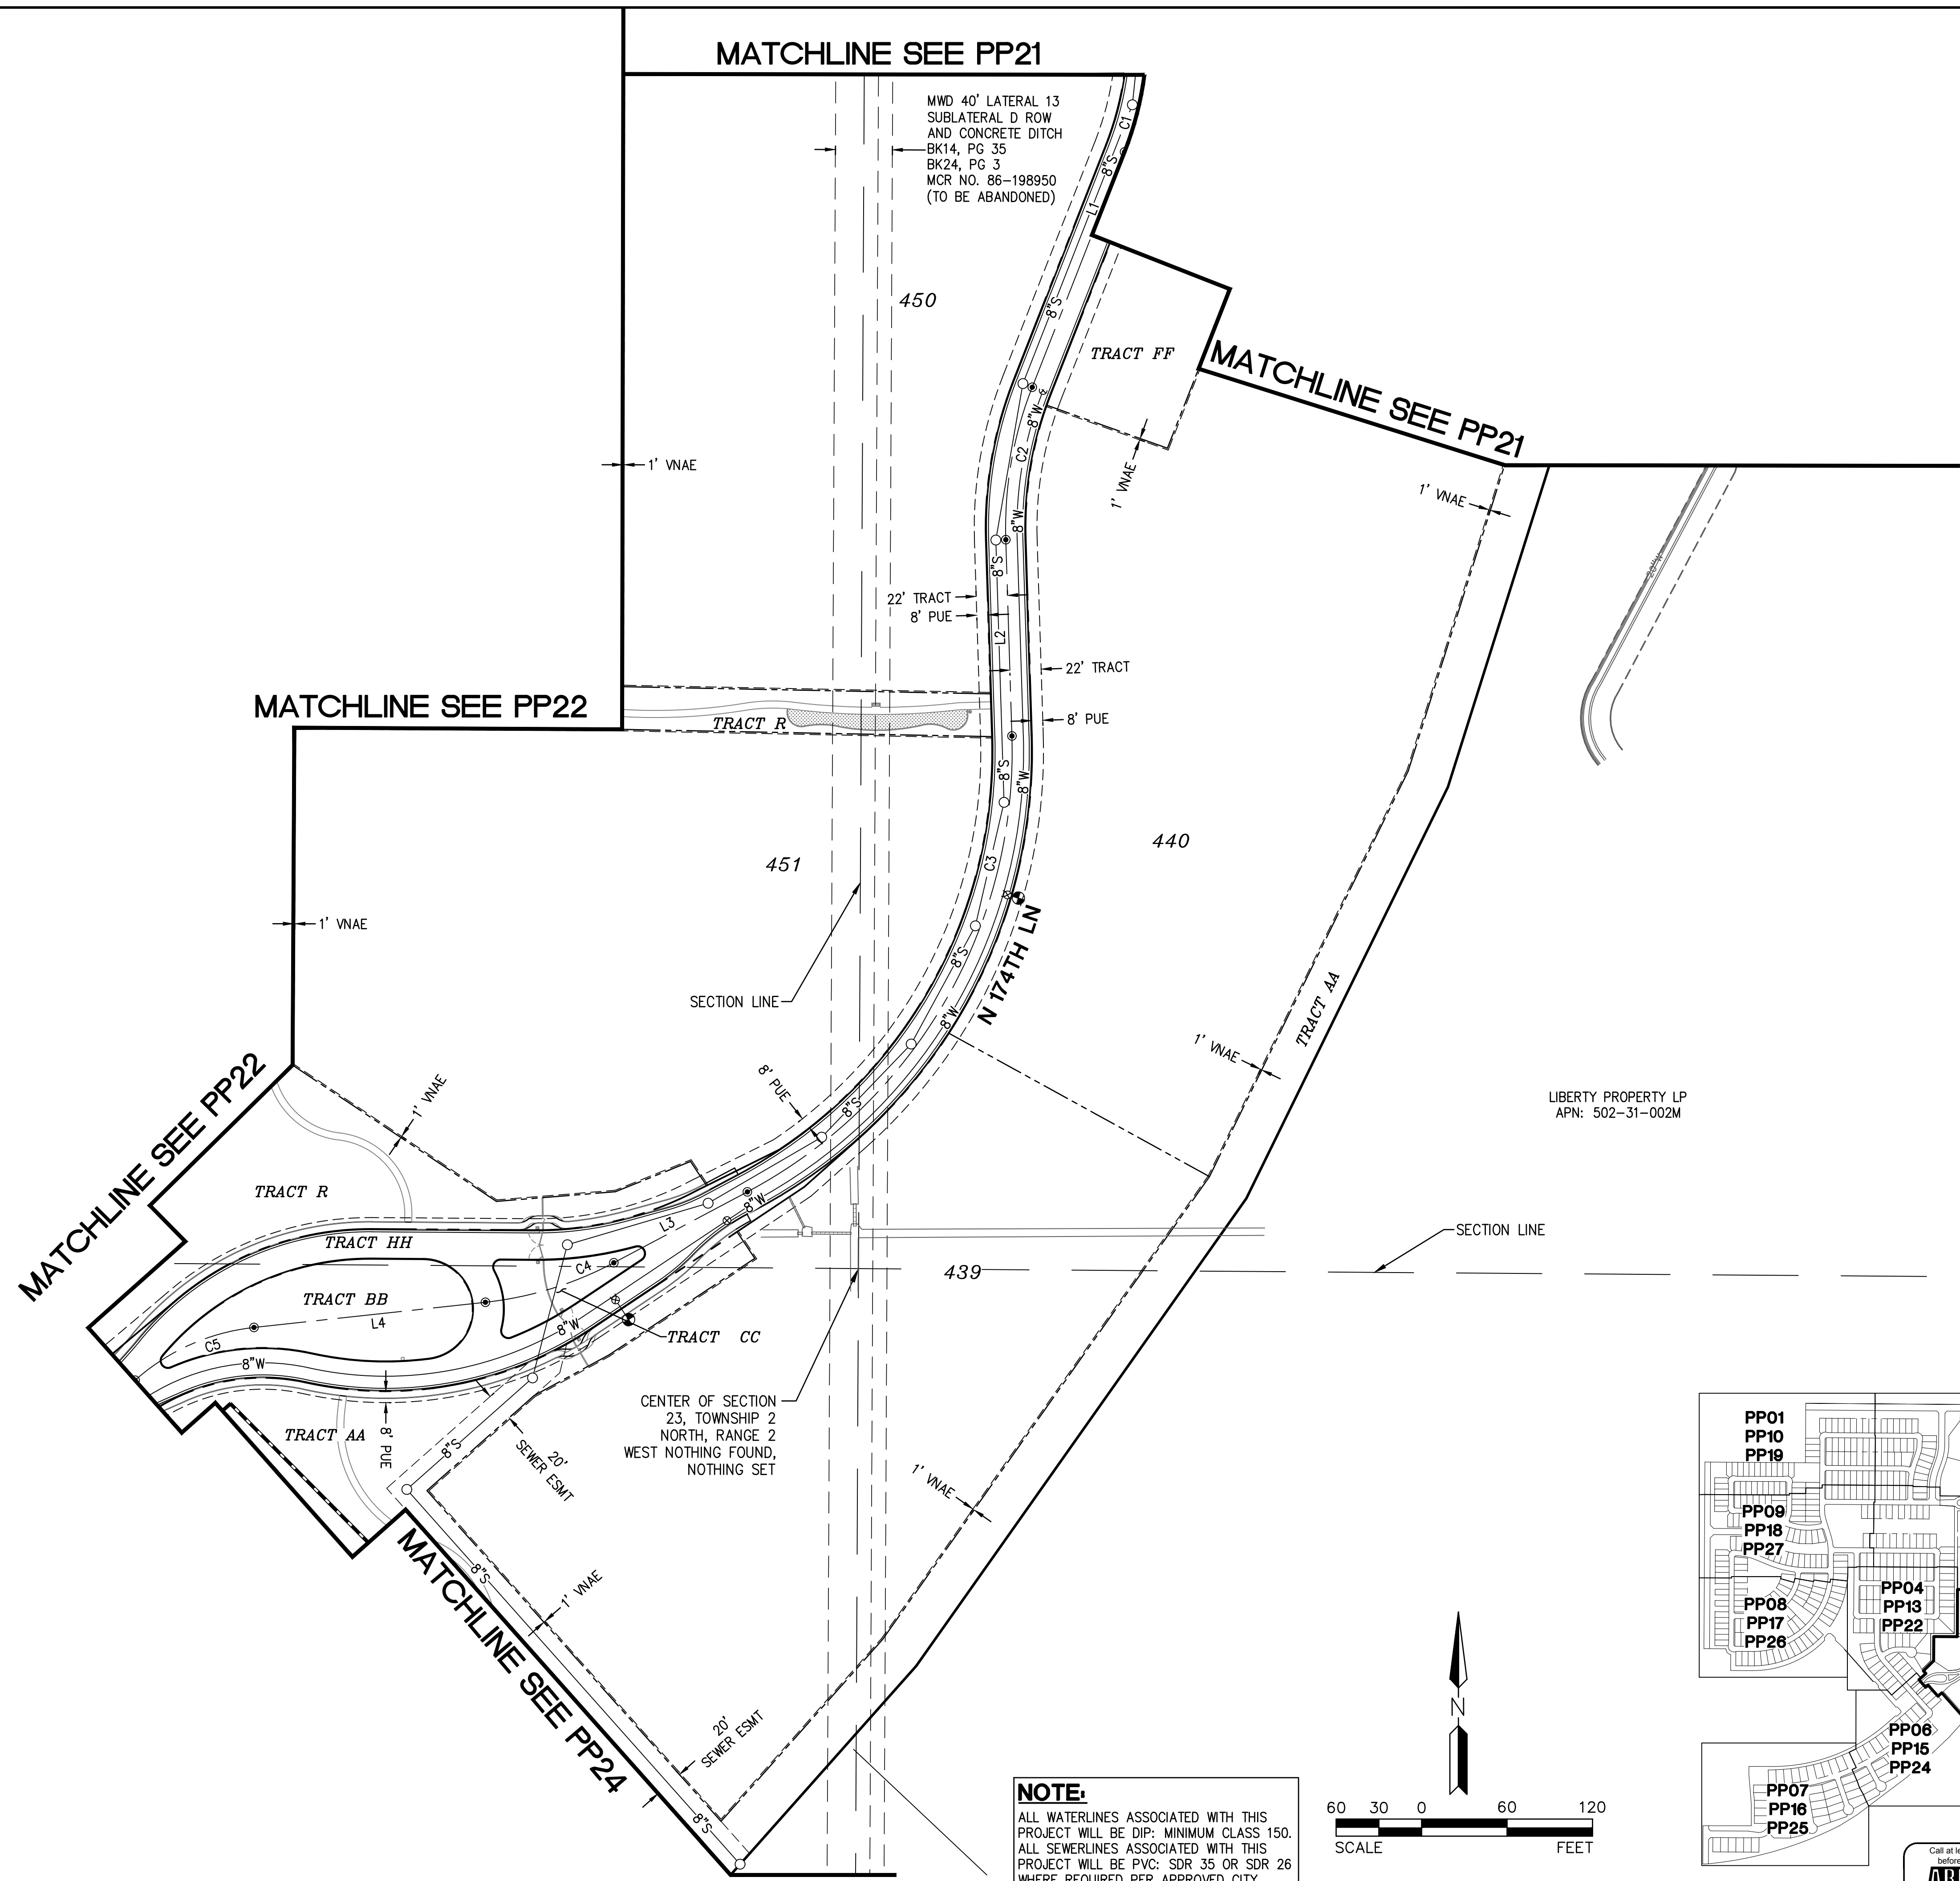 MATCHLINE SEE PP21
MWD 40' LATERAL 13
SUBLATERAL D ROW
AND CONCRETE DITCH
BK14, PG 35
BK24, PG 3
MCR NO. 86-198950
(TO BE ABANDONED)
C1
8"S
L1
450
8"S
TRACT FF
MATCHLINE SEE PP21
8"W
C2
1' VNAE
1' VNAE
1' VNAE
8"W
8"S
22' TRACT
8' PUE
L2
22' TRACT
MATCHLINE SEE PP22
TRACT R
8' PUE
8"S
8"W
451
440
C3
1' VNAE
N 174TH LN
8"S
SECTION LINE
TRACT AA
8"W
1' VNAE
MATCHLINE SEE PP22
1' VNAE
8' PUE
8"S
LIBERTY PROPERTY LP
APN: 502-31-002M
TRACT R
8"W
L3
SECTION LINE
TRACT HH
C4
439
TRACT BB
L4
8"W
TRACT CC
C5
8"W
CENTER OF SECTION
23, TOWNSHIP 2
NORTH, RANGE 2
WEST NOTHING FOUND,
NOTHING SET
TRACT AA
8' PUE
8"S
20'
SEWER ESMT
1' VNAE
MATCHLINE SEE PP24
8"S
1' VNAE
20'
SEWER ESMT
8"S
PP01
PP10
PP19
PP09
PP18
PP27
PP08
PP17
PP26
PP04
PP13
PP22
PP06
PP15
PP24
PP07
PP16
PP25
N
60 30 0 60 120
SCALE FEET
NOTE:
ALL WATERLINES ASSOCIATED WITH THIS
PROJECT WILL BE DIP: MINIMUM CLASS 150.
ALL SEWERLINES ASSOCIATED WITH THIS
PROJECT WILL BE PVC: SDR 35 OR SDR 26
WHERE REQUIRED PER APPROVED CITY
Call at
before